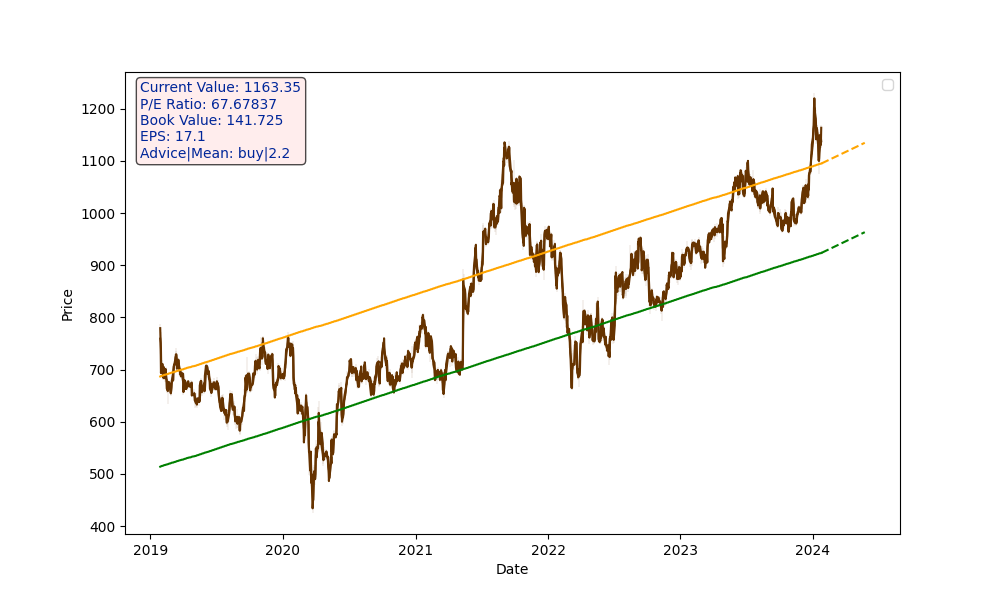 Current Value: 1163.35
P/E Ratio: 67.67837
Book Value: 141.725
EPS: 17.1
Advice|Mean: buy|2.2
1200
1100
1000
900
800
700
600
500
400
Price
2019 2020 2021 2022 2023 2024
Date